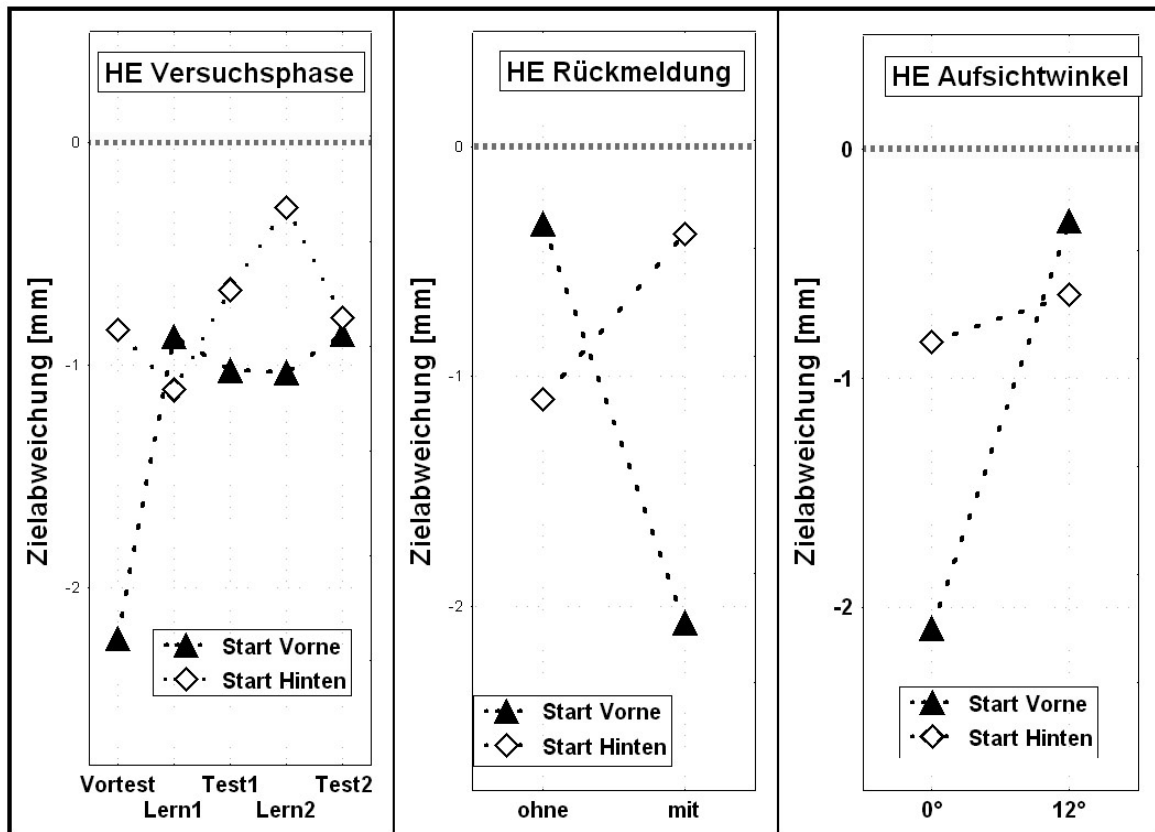 HE Versuchsphase
Zielabweichung [mm]
0
-1
-2
Start Vorne
Start Hinten
Vortest Test1 Test2
Lern1 Lern2
HE Rückmeldung
Zielabweichung [mm]
0
-1
-2
Start Vorne
Start Hinten
ohne mit
HE Aufsichtwinkel
Zielabweichung [mm]
0
-1
-2
Start Vorne
Start Hinten
0° 12°